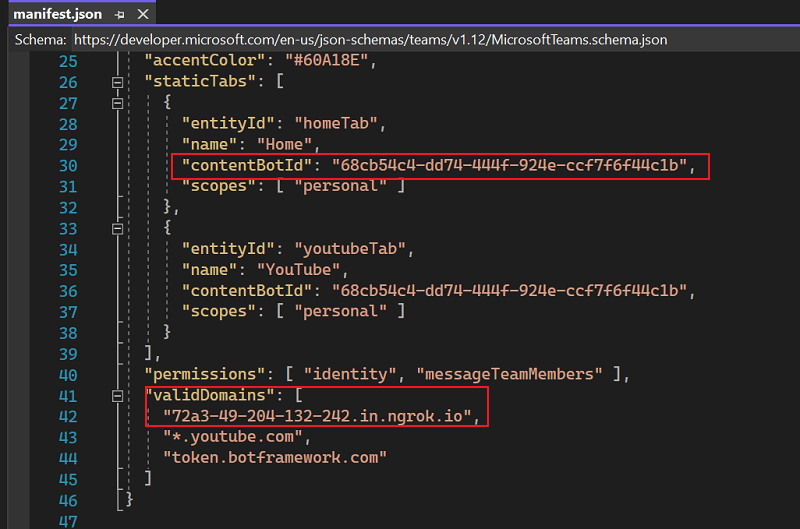 manifest.json
Schema: https://developer.microsoft.com/en-us/json-schemas/teams/v1.12/MicrosoftTeams.schema.json
25 "accentColor": "#60A18E",
26 "staticTabs": [
27 {
28 "entityId": "homeTab",
29 "name": "Home",
30 "contentBotId": "68cb54c4-dd74-444f-924e-ccf7f6f44c1b",
31 "scopes": [ "personal" ]
32 },
33 {
34 "entityId": "youtubeTab",
35 "name": "YouTube",
36 "contentBotId": "68cb54c4-dd74-444f-924e-ccf7f6f44c1b",
37 "scopes": [ "personal" ]
38 }
39 ],
40 "permissions": [ "identity", "messageTeamMembers" ],
41 "validDomains": [
42 "72a3-49-204-132-242.in.ngrok.io",
43 "*.youtube.com",
44 "token.botframework.com"
45 ]
46 }
47